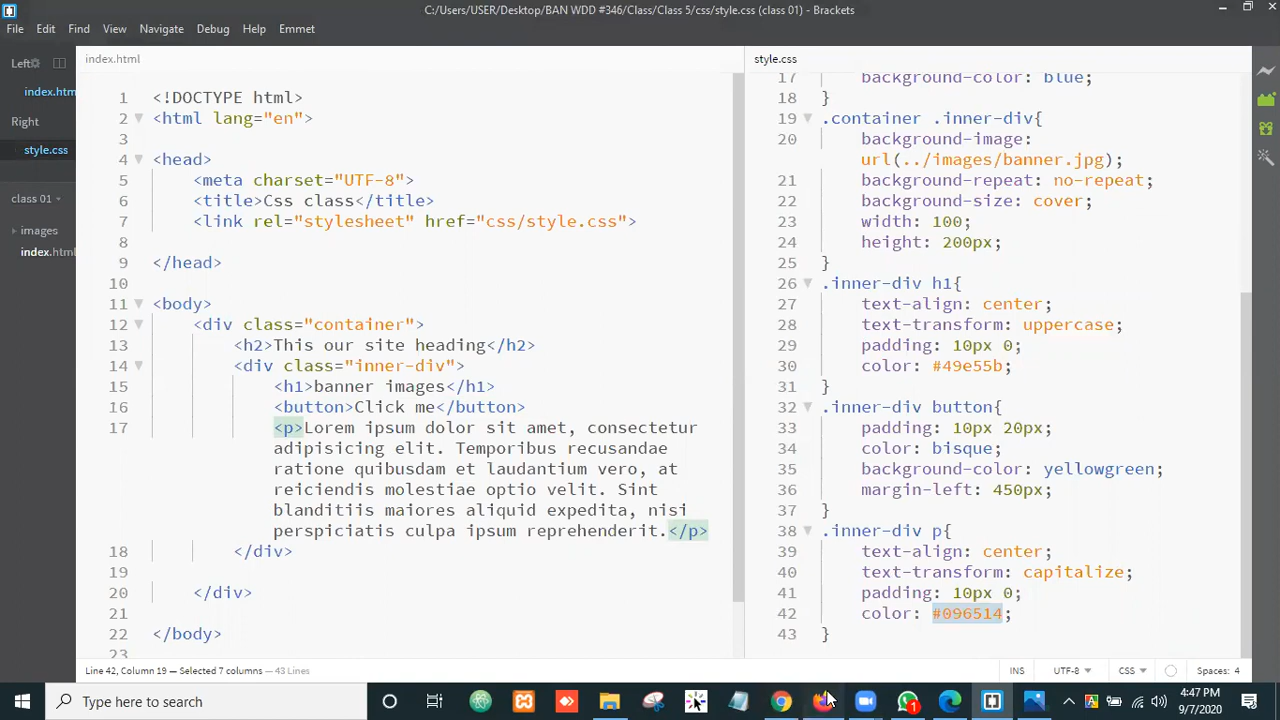 C:/Users/USER/Desktop/BAN WDD #346/Class/Class 5/css/style.css (class 01) - Brackets
File Edit Find View Navigate Debug Help Emmet
Left
index.htm
Right
style.css
class 01
images
index.html
index.html
1 <!DOCTYPE html>
2 <html lang="en">
3
4 <head>
5 <meta charset="UTF-8">
6 <title>Css class</title>
7 <link rel="stylesheet" href="css/style.css">
8
9 </head>
10
11 <body>
12 <div class="container">
13 <h2>This our site heading</h2>
14 <div class="inner-div">
15 <h1>banner images</h1>
16 <button>Click me</button>
17 <p>Lorem ipsum dolor sit amet, consectetur
adipisicing elit. Temporibus recusandae
ratione quibusdam et laudantium vero, at
reiciendis molestiae optio velit. Sint
blanditiis maiores aliquid expedita, nisi
perspiciatis culpa ipsum reprehenderit.</p>
18 </div>
19
20 </div>
21
22 </body>
23
style.css
17 background-color: blue;
18 }
19 .container .inner-div{
20 background-image:
url(../images/banner.jpg);
21 background-repeat: no-repeat;
22 background-size: cover;
23 width: 100;
24 height: 200px;
25 }
26 .inner-div h1{
27 text-align: center;
28 text-transform: uppercase;
29 padding: 10px 0;
30 color: #49e55b;
31 }
32 .inner-div button{
33 padding: 10px 20px;
34 color: bisque;
35 background-color: yellowgreen;
36 margin-left: 450px;
37 }
38 .inner-div p{
39 text-align: center;
40 text-transform: capitalize;
41 padding: 10px 0;
42 color: #096514;
43 }
Line 42, Column 19 — Selected 7 columns — 43 Lines
INS UTF-8 CSS Spaces: 4
Type here to search
1
4:47 PM
9/7/2020